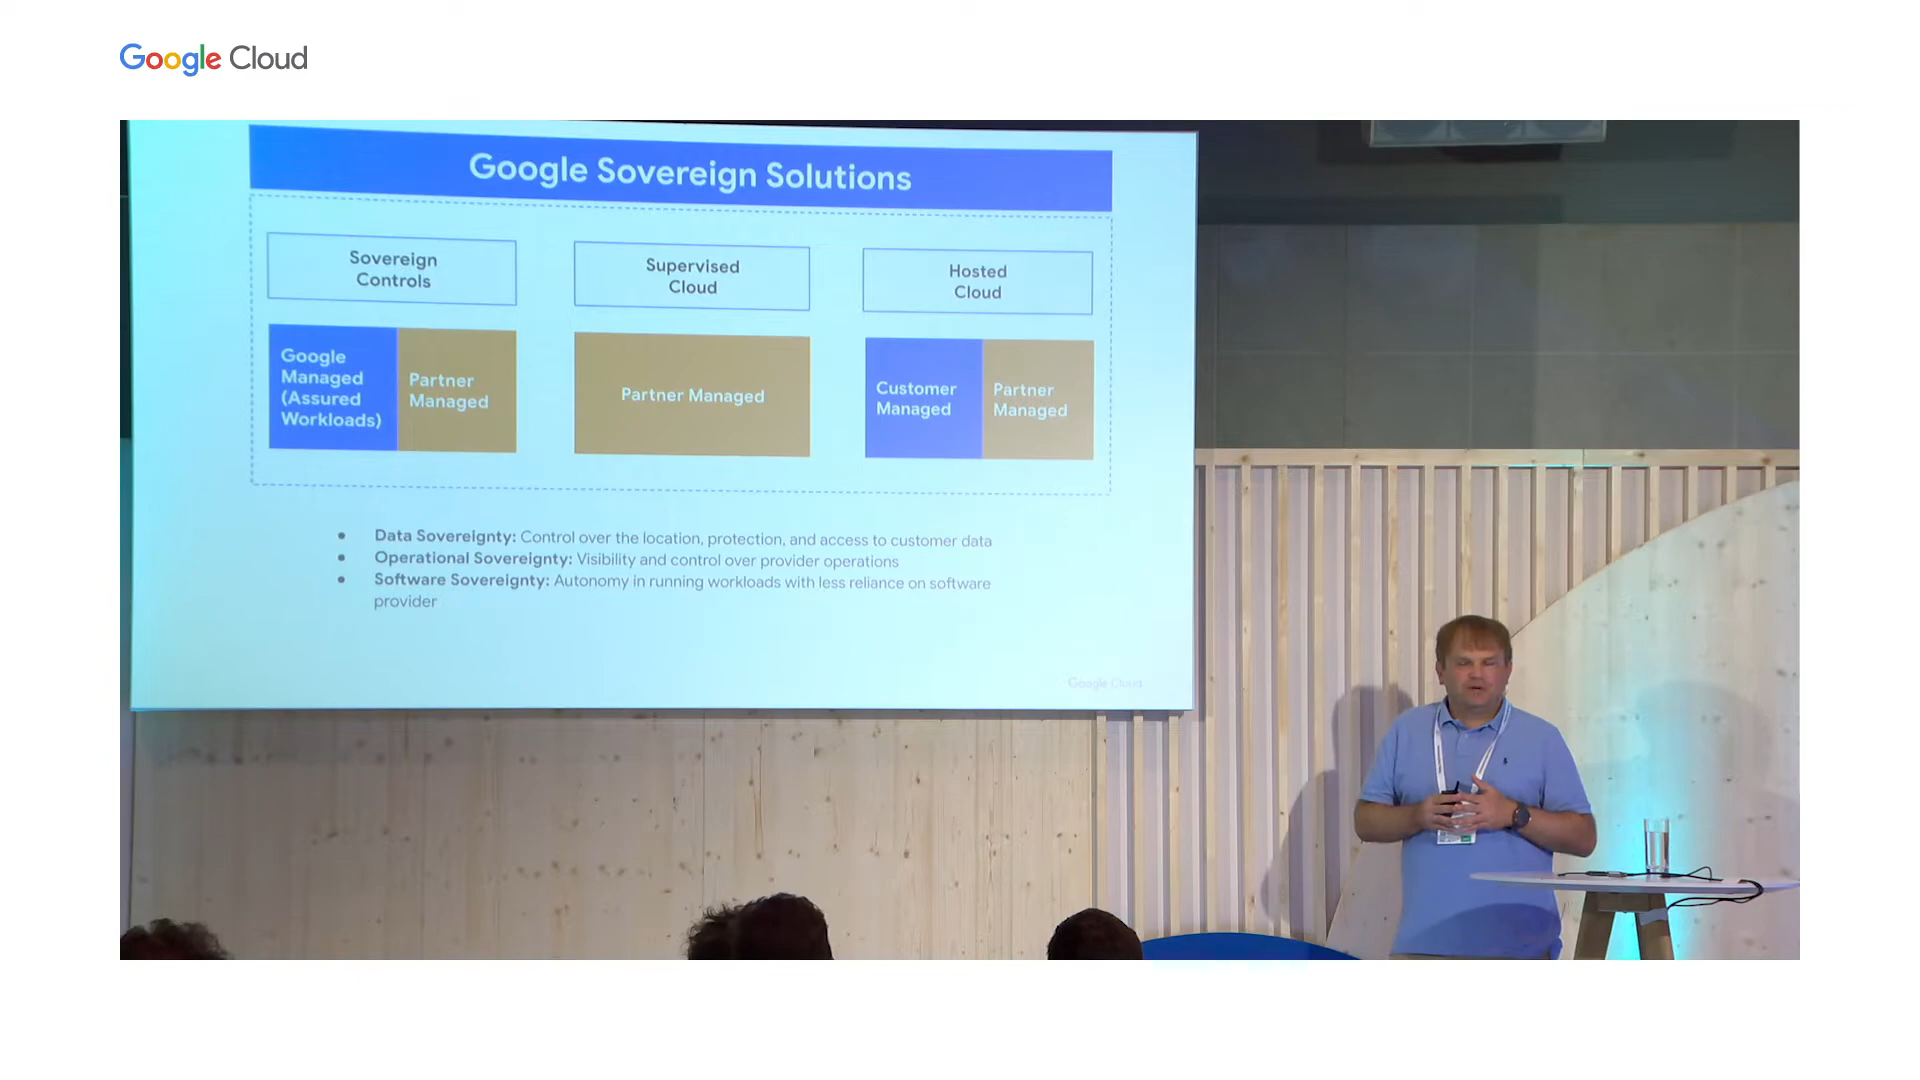 Google Cloud
Google Sovereign Solutions
Sovereign
Controls
Supervised
Cloud
Hosted
Cloud
Google
Managed
(Assured
Workloads)
Partner
Managed
Partner Managed
Customer
Managed
Partner
Managed
• Data Sovereignty: Control over the location, protection, and access to customer data
• Operational Sovereignty: Visibility and control over provider operations
• Software Sovereignty: Autonomy in running workloads with less reliance on software
provider
Google Cloud